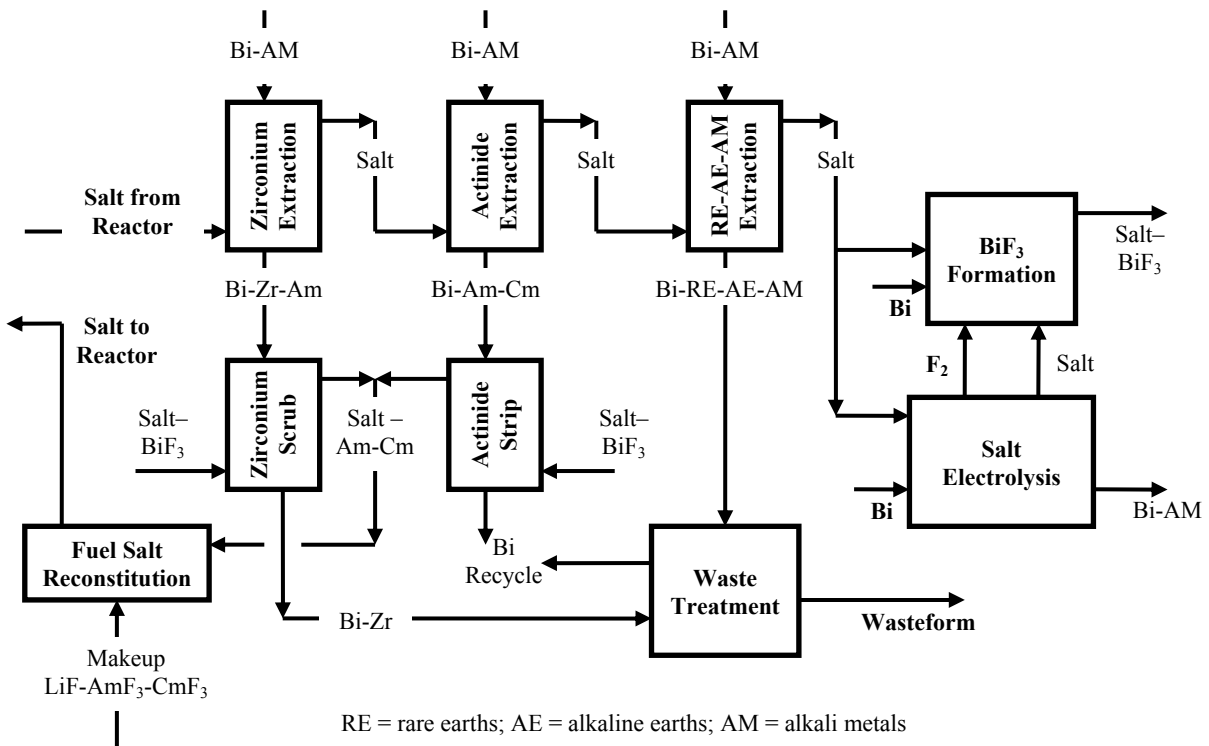 Bi-AM
Bi-AM
Bi-AM
Zirconium
Extraction
Salt
Actinide
Extraction
Salt
RE-AE-AM
Extraction
Salt
Salt from
Reactor
BiF3
Formation
Salt–
BiF3
Bi
Bi-Zr-Am
Bi-Am-Cm
Bi-RE-AE-AM
Salt to
Reactor
F2
Salt
Salt–
BiF3
Zirconium
Scrub
Salt –
Am-Cm
Actinide
Strip
Salt–
BiF3
Salt
Electrolysis
Bi
Bi-AM
Fuel Salt
Reconstitution
Bi
Recycle
Waste
Treatment
Bi-Zr
Wasteform
Makeup
LiF-AmF3-CmF3
RE = rare earths; AE = alkaline earths; AM = alkali metals